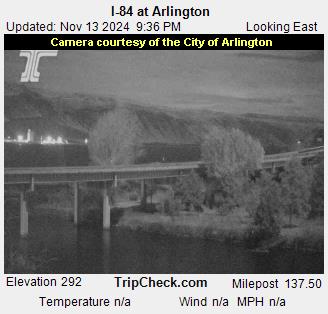 I-84 at Arlington
Updated: Nov 13 2024 9:36 PM Looking East
Camera courtesy of the City of Arlington
Elevation 292 TripCheck.com Milepost 137.50
Temperature n/a Wind n/a MPH n/a